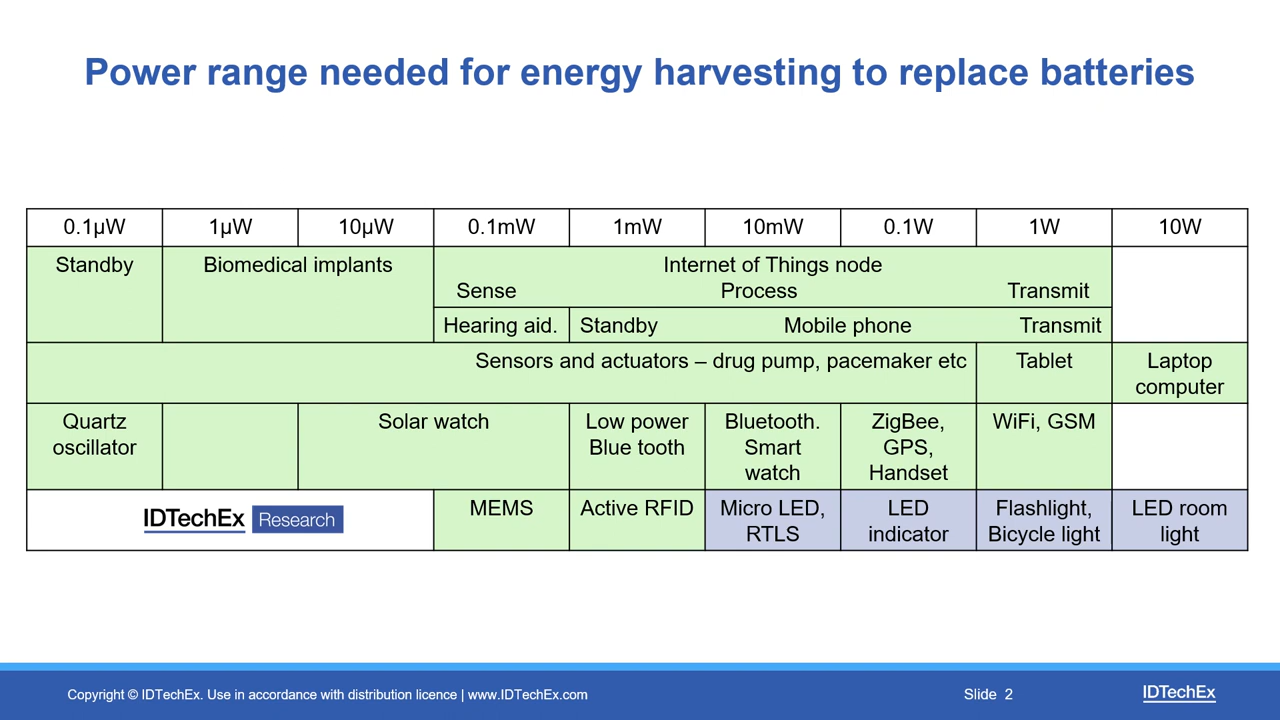 Power range needed for energy harvesting to replace batteries
0.1µW 1µW 10µW 0.1mW 1mW 10mW 0.1W 1W 10W
Standby Biomedical implants Internet of Things node
Sense Process Transmit
Hearing aid. Standby Mobile phone Transmit
Sensors and actuators – drug pump, pacemaker etc Tablet Laptop
computer
Quartz Solar watch Low power Bluetooth. ZigBee, WiFi, GSM
oscillator Blue tooth Smart GPS,
watch Handset
IDTechEx Research MEMS Active RFID Micro LED, LED Flashlight, LED room
RTLS indicator Bicycle light light
Copyright © IDTechEx. Use in accordance with distribution licence | www.IDTechEx.com Slide 2 IDTechEx